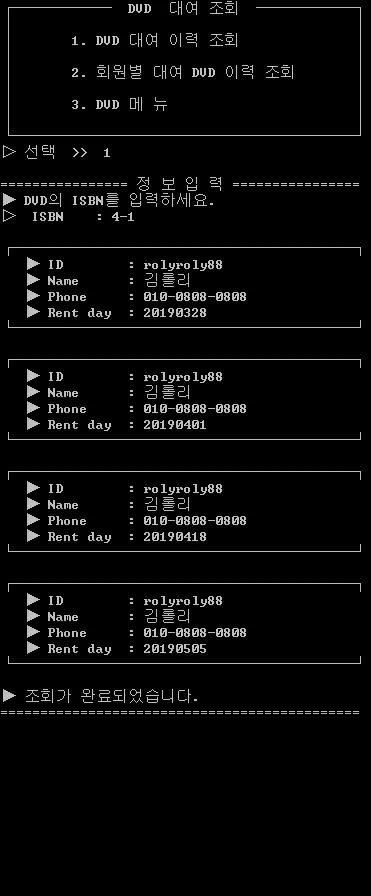 DVD 대여 조회
1. DVD 대여 이력 조회
2. 회원별 대여 DVD 이력 조회
3. DVD 메 뉴
▷ 선택 >> 1
================ 정 보 입 력 ================
▶ DVD의 ISBN를 입력하세요.
▷ ISBN : 4-1
▶ ID : rolyroly88
▶ Name : 김롤리
▶ Phone : 010-0808-0808
▶ Rent day : 20190328
▶ ID : rolyroly88
▶ Name : 김롤리
▶ Phone : 010-0808-0808
▶ Rent day : 20190401
▶ ID : rolyroly88
▶ Name : 김롤리
▶ Phone : 010-0808-0808
▶ Rent day : 20190418
▶ ID : rolyroly88
▶ Name : 김롤리
▶ Phone : 010-0808-0808
▶ Rent day : 20190505
▶ 조회가 완료되었습니다.
=============================================